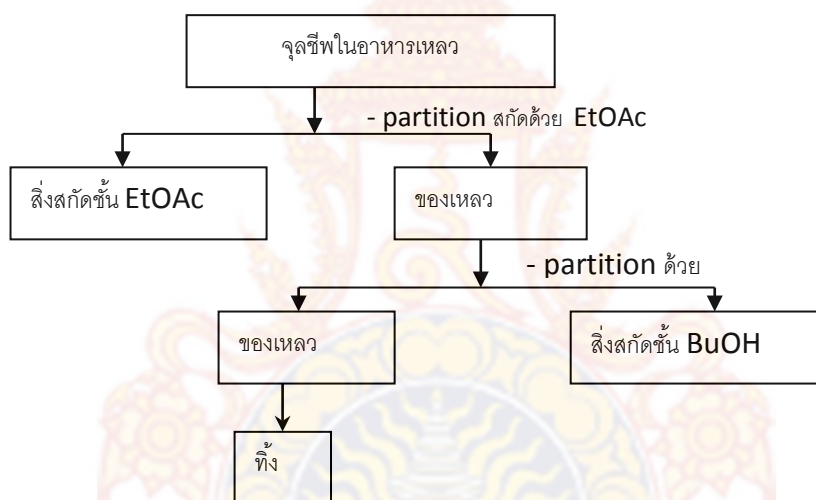 จุลชีพในอาหารเหลว
- partition สกัดด้วย EtOAc
สิ่งสกัดชั้น EtOAc
ของเหลว
- partition ด้วย
ของเหลว
สิ่งสกัดชั้น BuOH
ทิ้ง